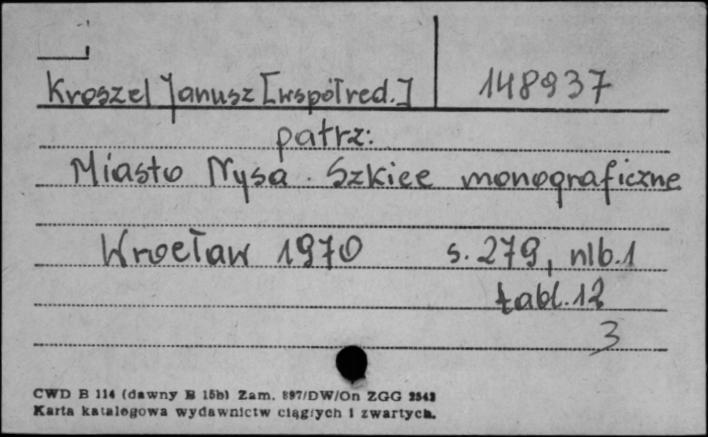 Kroszel Janusz [współred.] 148937
patrz:
Miasto Nysa. Szkice monograficzne
Wrocław 1970 s. 279, nlb. 1
tabl. 12
3
CWD B 114 (dawny B 15b) Zam. 897/DW/On ZGG 2542
Karta katalogowa wydawnictw ciągłych i zwartych.